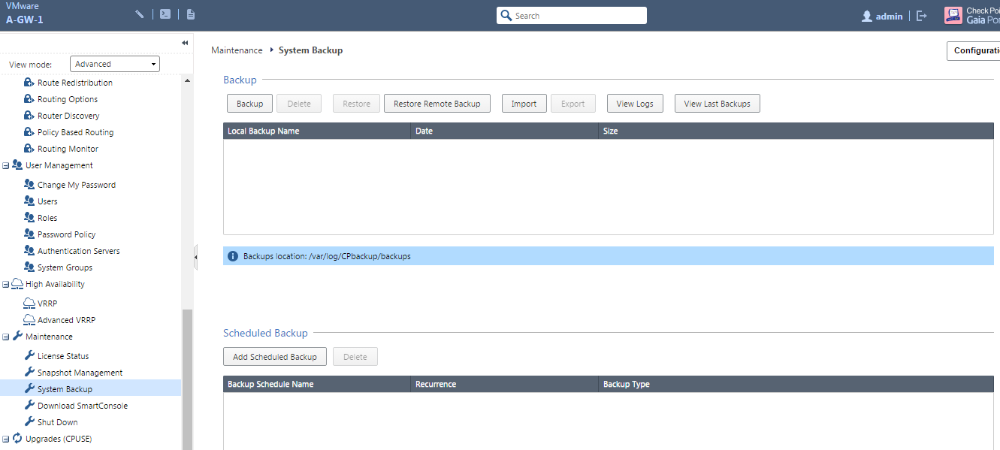 VMware
A-GW-1
Search
admin
Check Poi
Gaia Por
View mode:
Advanced
Route Redistribution
Routing Options
Router Discovery
Policy Based Routing
Routing Monitor
User Management
Change My Password
Users
Roles
Password Policy
Authentication Servers
System Groups
High Availability
VRRP
Advanced VRRP
Maintenance
License Status
Snapshot Management
System Backup
Download SmartConsole
Shut Down
Upgrades (CPUSE)
Maintenance System Backup
Configurati
Backup
Backup Delete Restore Restore Remote Backup Import Export View Logs View Last Backups
Local Backup Name Date Size
Backups location: /var/log/CPbackup/backups
Scheduled Backup
Add Scheduled Backup Delete
Backup Schedule Name Recurrence Backup Type